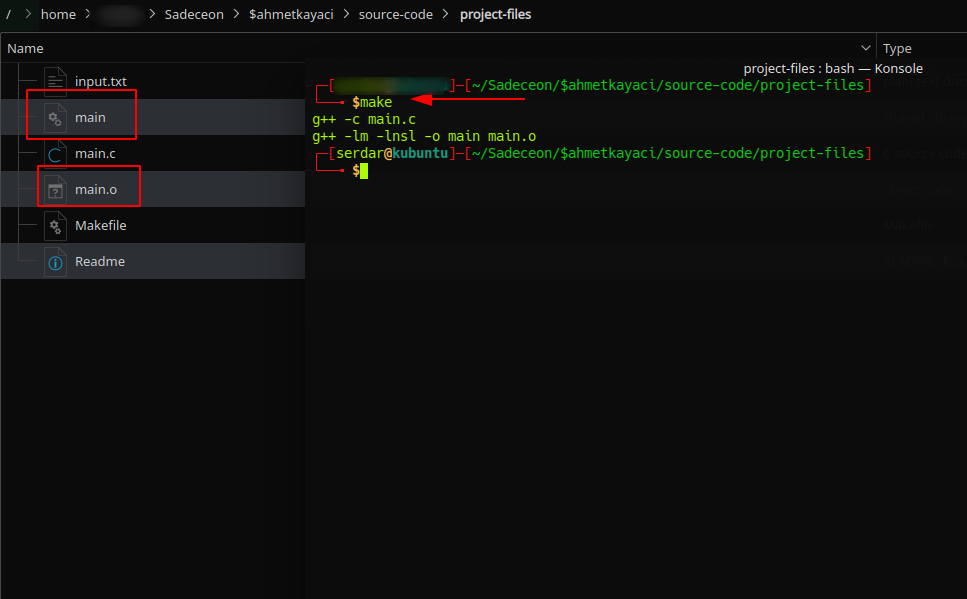 / > home > > Sadeceon > $ahmetkayaci > source-code > project-files
Name Type
project-files : bash — Konsole
input.txt
main
main.c
main.o
Makefile
Readme
[ ]-[~/Sadeceon/$ahmetkayaci/source-code/project-files]
$make
g++ -c main.c
g++ -lm -lnsl -o main main.o
[serdar@kubuntu]-[~/Sadeceon/$ahmetkayaci/source-code/project-files]
$